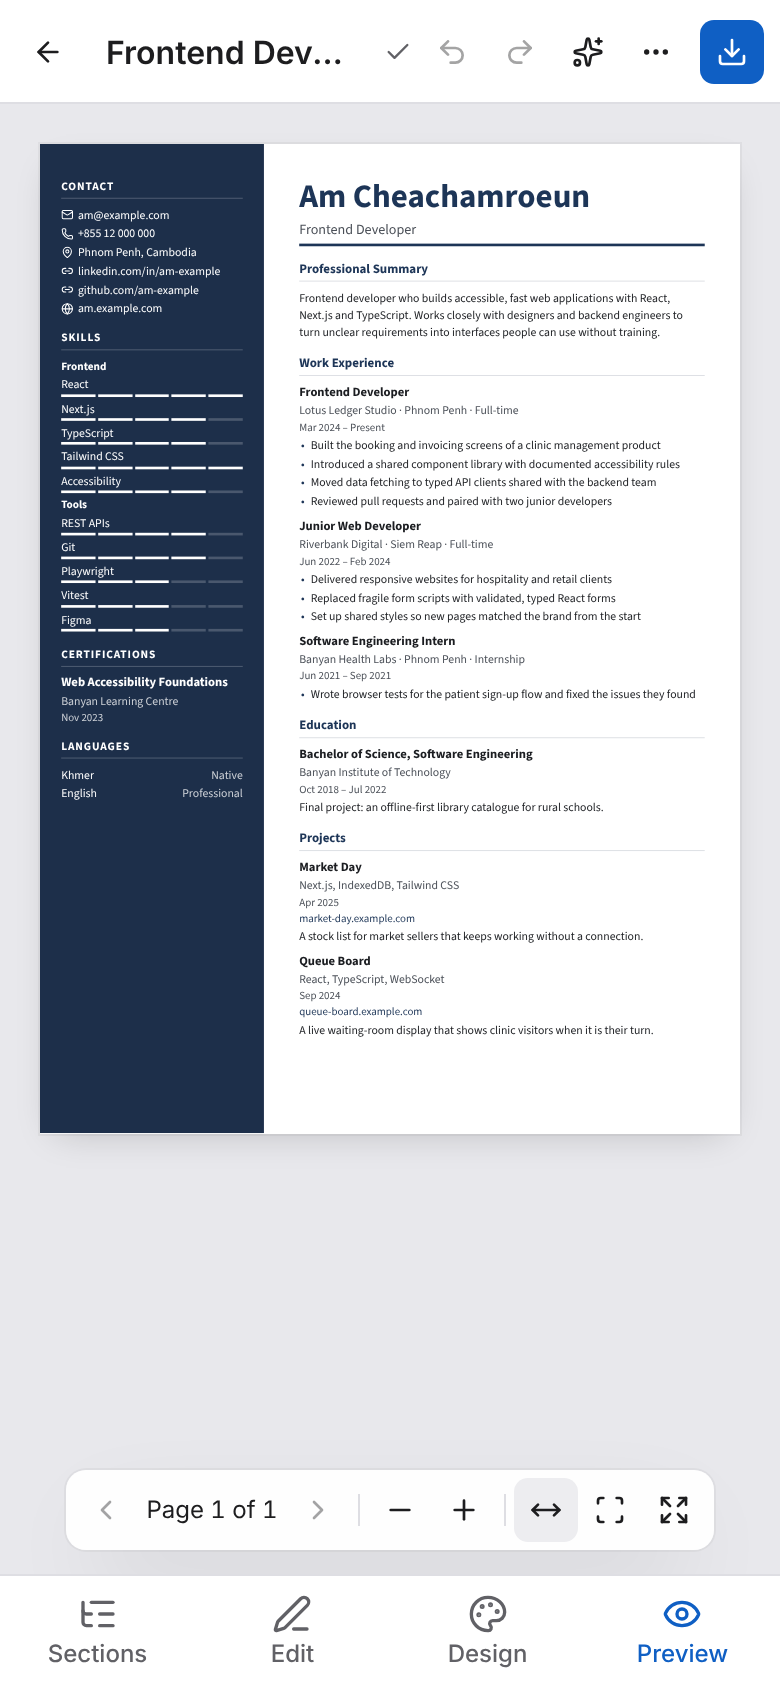 Frontend Dev...
CONTACT
am@example.com
+855 12 000 000
Phnom Penh, Cambodia
linkedin.com/in/am-example
github.com/am-example
am.example.com
SKILLS
Frontend
React
Next.js
TypeScript
Tailwind CSS
Accessibility
Tools
REST APIs
Git
Playwright
Vitest
Figma
CERTIFICATIONS
Web Accessibility Foundations
Banyan Learning Centre
Nov 2023
LANGUAGES
Khmer Native
English Professional
Am Cheachamroeun
Frontend Developer
Professional Summary
Frontend developer who builds accessible, fast web applications with React,
Next.js and TypeScript. Works closely with designers and backend engineers to
turn unclear requirements into interfaces people can use without training.
Work Experience
Frontend Developer
Lotus Ledger Studio · Phnom Penh · Full-time
Mar 2024 – Present
• Built the booking and invoicing screens of a clinic management product
• Introduced a shared component library with documented accessibility rules
• Moved data fetching to typed API clients shared with the backend team
• Reviewed pull requests and paired with two junior developers
Junior Web Developer
Riverbank Digital · Siem Reap · Full-time
Jun 2022 – Feb 2024
• Delivered responsive websites for hospitality and retail clients
• Replaced fragile form scripts with validated, typed React forms
• Set up shared styles so new pages matched the brand from the start
Software Engineering Intern
Banyan Health Labs · Phnom Penh · Internship
Jun 2021 – Sep 2021
• Wrote browser tests for the patient sign-up flow and fixed the issues they found
Education
Bachelor of Science, Software Engineering
Banyan Institute of Technology
Oct 2018 – Jul 2022
Final project: an offline-first library catalogue for rural schools.
Projects
Market Day
Next.js, IndexedDB, Tailwind CSS
Apr 2025
market-day.example.com
A stock list for market sellers that keeps working without a connection.
Queue Board
React, TypeScript, WebSocket
Sep 2024
queue-board.example.com
A live waiting-room display that shows clinic visitors when it is their turn.
Page 1 of 1
Sections Edit Design Preview